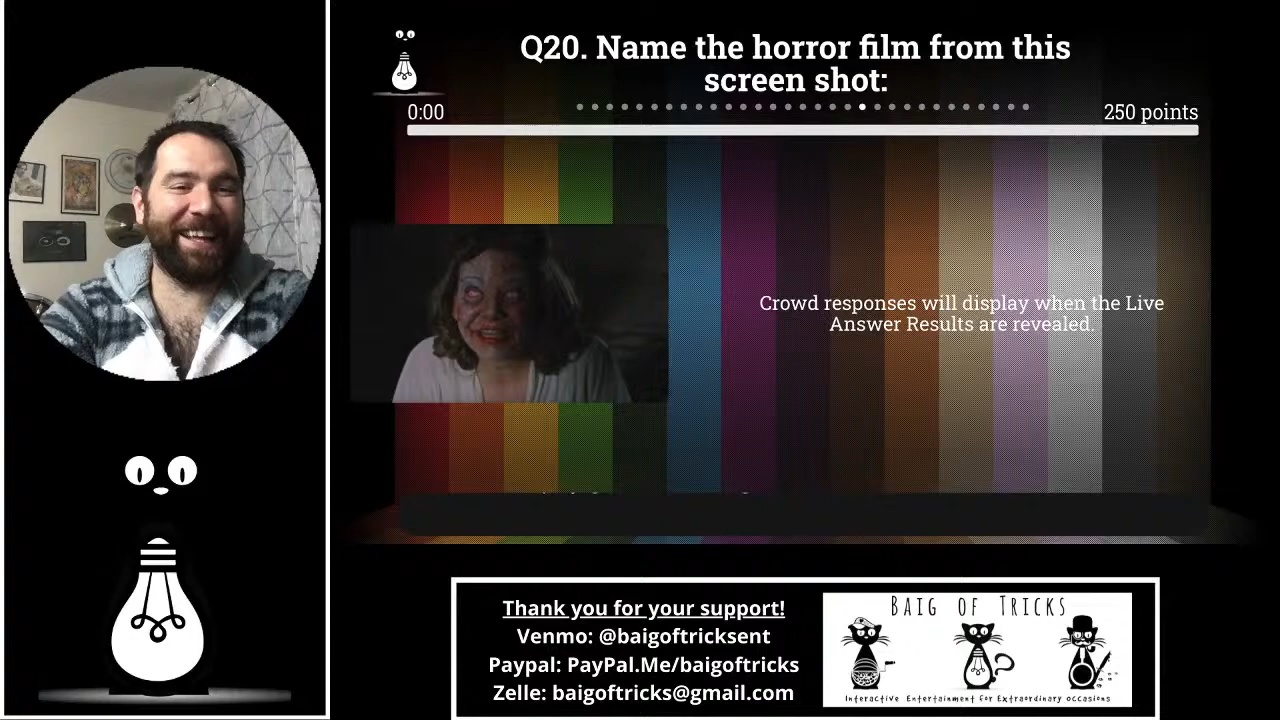 Q20. Name the horror film from this
screen shot:
0:00
250 points
Crowd responses will display when the Live
Answer Results are revealed.
Thank you for your support!
Venmo: @baigoftricksent
Paypal: PayPal.Me/baigoftricks
Zelle: baigoftricks@gmail.com
BAIG OF TRICKS
Interactive Entertainment for Extraordinary Occasions